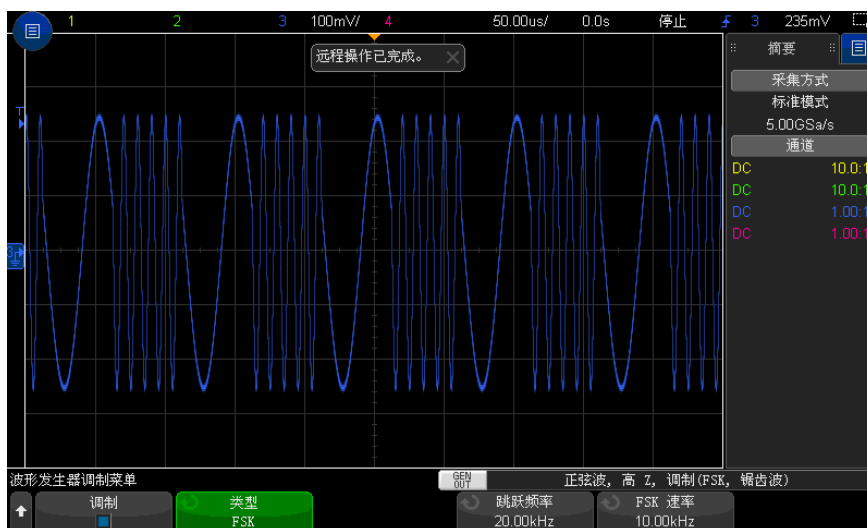 1 2 3 100mV/ 4 50.00us/ 0.0s 停止 3 235mV
远程操作已完成。
摘要
采集方式
标准模式
5.00GSa/s
通道
DC 10.0:1
DC 10.0:1
DC 1.00:1
DC 1.00:1
T
3
波形发生器调制菜单 GEN OUT 正弦波, 高 Z, 调制(FSK, 锯齿波)
调制 类型 跳跃频率 FSK 速率
FSK 20.00kHz 10.00kHz